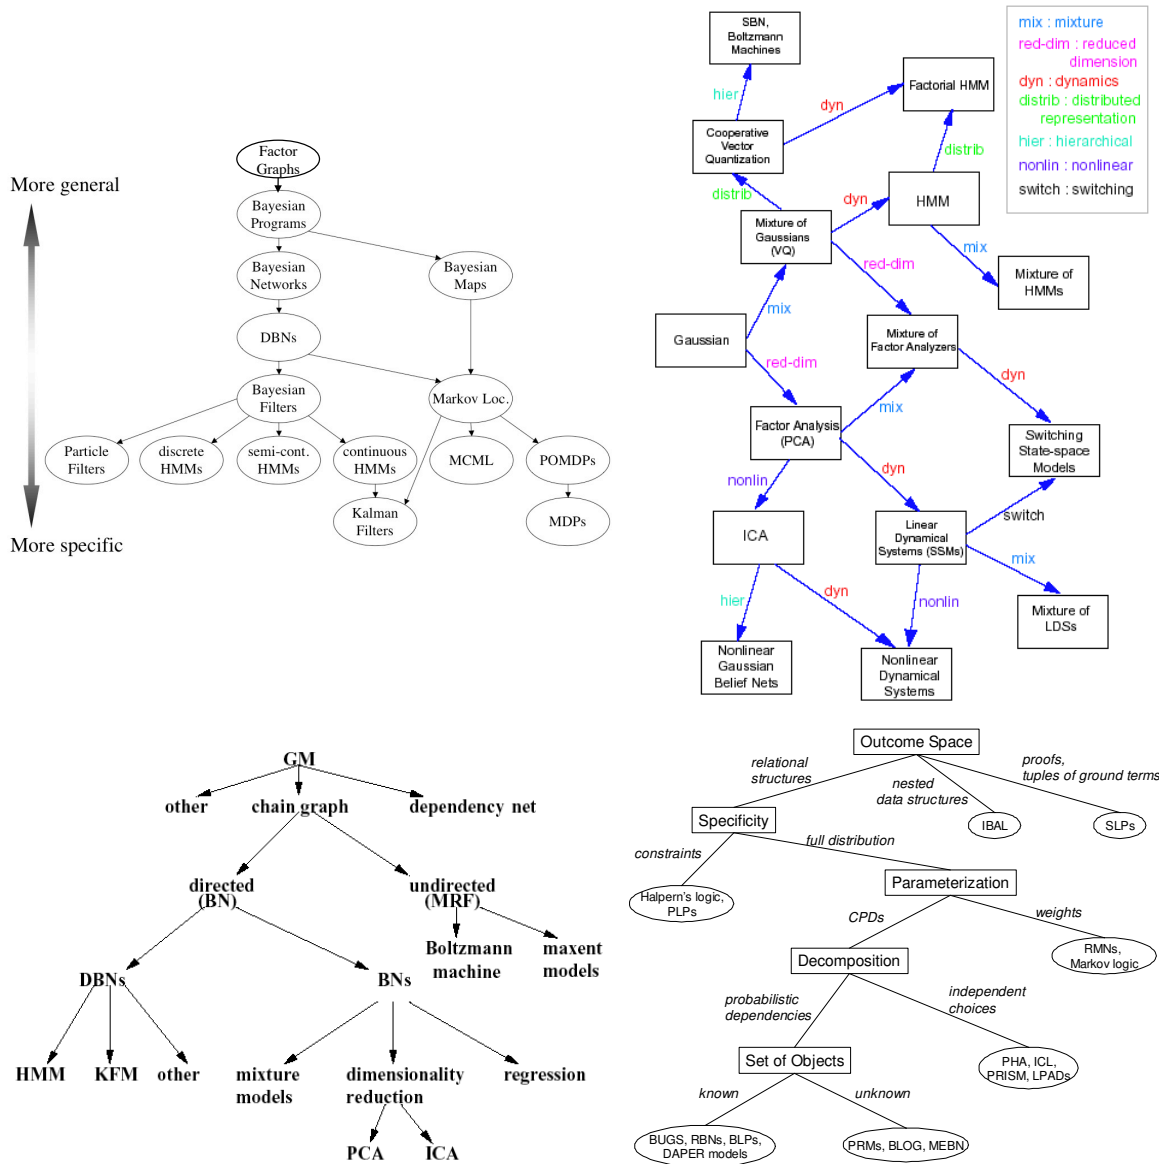 Factor
Graphs
More general
Bayesian
Programs
Bayesian
Networks
Bayesian
Maps
DBNs
Bayesian
Filters
Markov Loc.
Particle
Filters
discrete
HMMs
semi-cont.
HMMs
continuous
HMMs
MCML
POMDPs
Kalman
Filters
MDPs
More specific
SBN,
Boltzmann
Machines
mix : mixture
red-dim : reduced
dimension
dyn : dynamics
distrib : distributed
representation
hier : hierarchical
nonlin : nonlinear
switch : switching
hier
dyn
Factorial HMM
Cooperative
Vector
Quantization
distrib
distrib
dyn
HMM
Mixture of
Gaussians
(VQ)
red-dim
mix
Mixture of
HMMs
mix
Gaussian
Mixture of
Factor Analyzers
red-dim
dyn
mix
Factor Analysis
(PCA)
Switching
State-space
Models
nonlin
dyn
switch
ICA
Linear
Dynamical
Systems (SSMs)
mix
hier
dyn
nonlin
Mixture of
LDSs
Nonlinear
Gaussian
Belief Nets
Nonlinear
Dynamical
Systems
GM
other
chain graph
dependency net
directed
(BN)
undirected
(MRF)
Boltzmann
machine
maxent
models
DBNs
BNs
HMM
KFM
other
mixture
models
dimensionality
reduction
regression
PCA
ICA
Outcome Space
relational
structures
nested
data structures
proofs,
tuples of ground terms
Specificity
IBAL
SLPs
constraints
full distribution
Halpern's logic,
PLPs
Parameterization
CPDs
weights
RMNs,
Markov logic
Decomposition
probabilistic
dependencies
independent
choices
Set of Objects
PHA, ICL,
PRISM, LPADs
known
unknown
BUGS, RBNs, BLPs,
DAPER models
PRMs, BLOG, MEBN